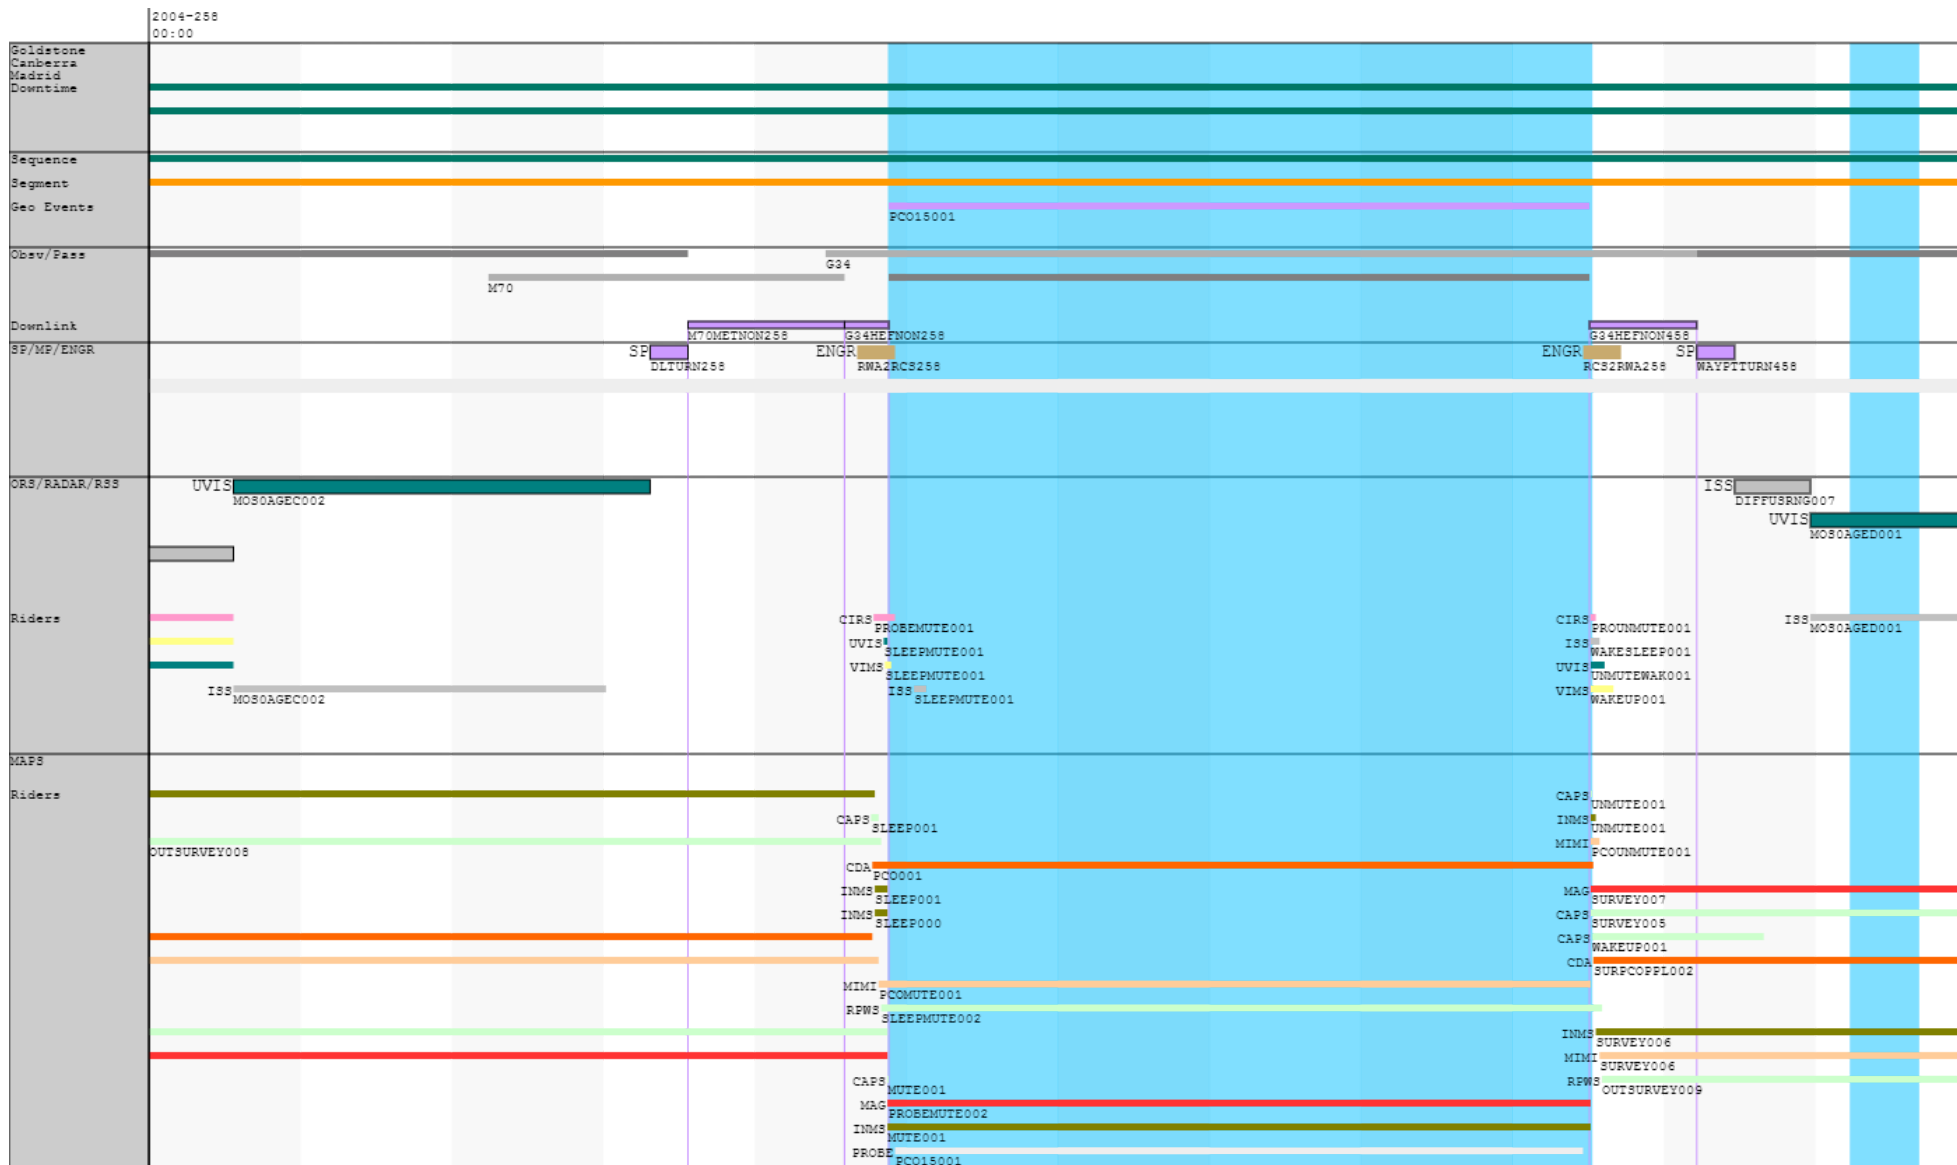 2004-258
00:00
Goldstone
Canberra
Madrid
Downtime
Sequence
Segment
Geo Events
PCO15001
Obsv/Pass
G34
M70
Downlink
M70METNON258 G34HEFNON258 G34HEFNON458
SP/MP/ENGR SP ENGR ENGR SP
DLTURN258 RWA2RCS258 RCS2RWA258 WAYPTTURN458
ORS/RADAR/RSS UVIS ISS
MOS0AGEC002 DIFFUSRNG007
UVIS
MOS0AGED001
Riders CIRS CIRS ISS
PROBEMUTE001 PROUNMUTE001 MOS0AGED001
UVIS ISS
SLEEPMUTE001 WAKESLEEP001
VIMS UVIS
SLEEPMUTE001 UNMUTEWAK001
ISS ISS VIMS
MOS0AGEC002 SLEEPMUTE001 WAKEUP001
MAPS
Riders CAPS
UNMUTE001
CAPS INMS
SLEEP001 UNMUTE001
MIMI
OUTSURVEY008 PCOUNMUTE001
CDA
PCO001
INMS MAG
SLEEP001 SURVEY007
INMS CAPS
SLEEP000 SURVEY005
CAPS
WAKEUP001
CDA
SURPCOPPL002
MIMI
PCOMUTE001
RPWS
SLEEPMUTE002
INMS
SURVEY006
MIMI
SURVEY006
CAPS RPWS
MUTE001 OUTSURVEY009
MAG
PROBEMUTE002
INMS
MUTE001
PROBE
PCO15001